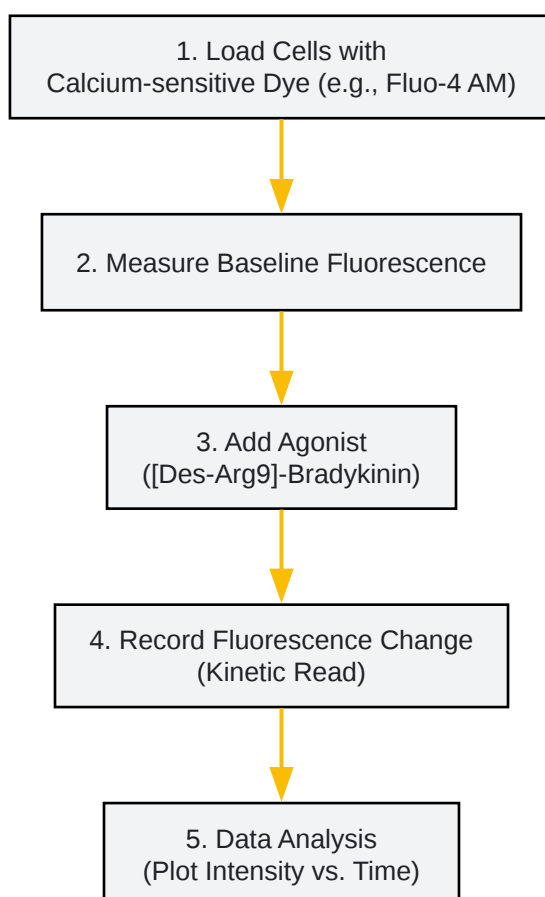 1. Load Cells with
Calcium-sensitive Dye (e.g., Fluo-4 AM)
2. Measure Baseline Fluorescence
3. Add Agonist
([Des-Arg9]-Bradykinin)
4. Record Fluorescence Change
(Kinetic Read)
5. Data Analysis
(Plot Intensity vs. Time)